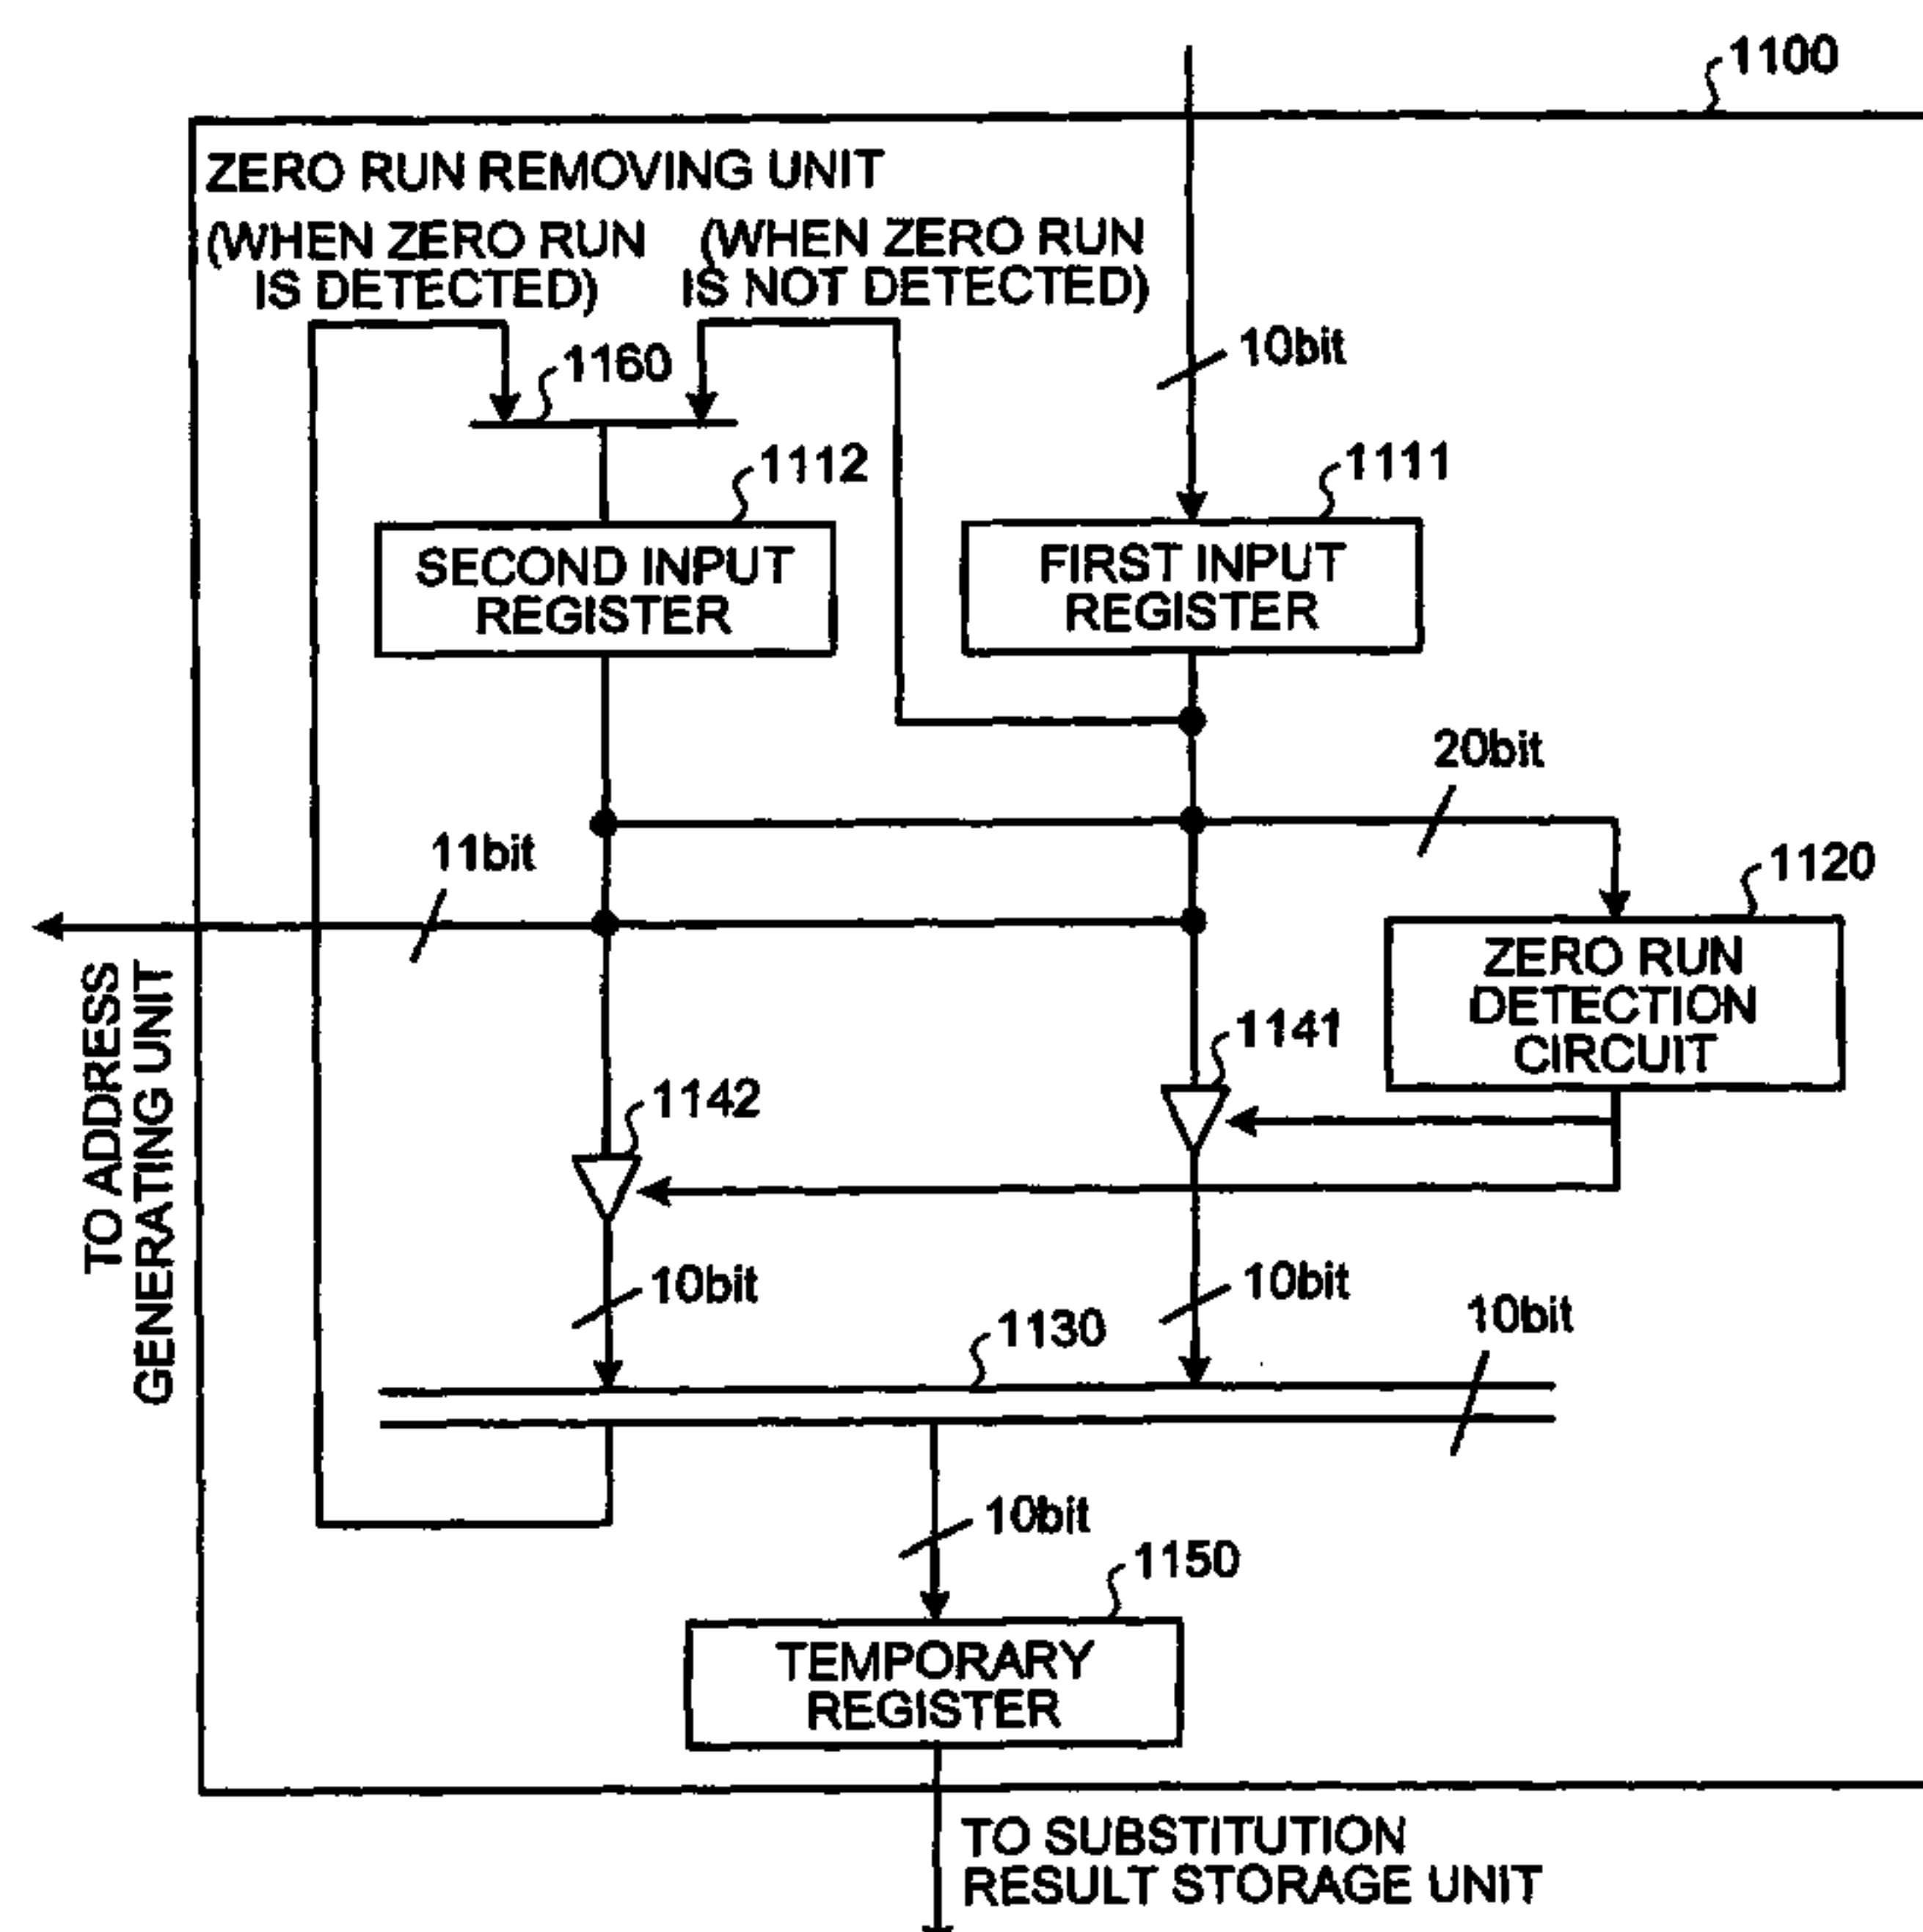 1100
ZERO RUN REMOVING UNIT
(WHEN ZERO RUN
IS DETECTED)
(WHEN ZERO RUN
IS NOT DETECTED)
10bit
1160
1112
1111
SECOND INPUT
REGISTER
FIRST INPUT
REGISTER
20bit
11bit
1120
ZERO RUN
DETECTION
CIRCUIT
TO ADDRESS
GENERATING UNIT
1141
1142
10bit
10bit
10bit
1130
10bit
1150
TEMPORARY
REGISTER
TO SUBSTITUTION
RESULT STORAGE UNIT